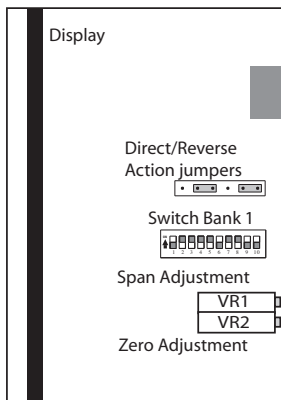 Display
Direct/Reverse
Action jumpers
Switch Bank 1
1 2 3 4 5 6 7 8 9 10
Span Adjustment
VR1
VR2
Zero Adjustment